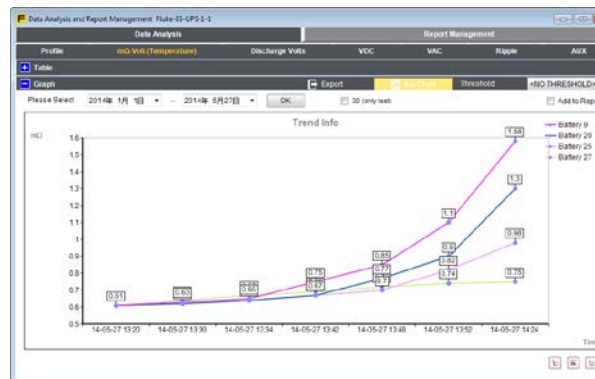 Data Analysis and Report Management Fluke-3S-UPS-1-1
Data Analysis Report Management
Profile mΩ-Volt (Temperature) Discharge Volts VDC VAC Ripple AUX
Table
Graph Export Threshold <NO THRESHOLD>
Please Select 2014年 1月 1日 — 2014年 5月27日 OK 3D (only text) Add to Rep
Trend Info
mΩ
Battery 9
Battery 20
Battery 25
Battery 27
1.6
1.5
1.4
1.3
1.2
1.1
1
0.9
0.8
0.7
0.6
0.5
1.58
1.3
1.1
0.98
0.9
0.85
0.77
0.75
0.75
0.74
0.67
0.65
0.63
0.61
14-05-27 13:20 14-05-27 13:30 14-05-27 13:34 14-05-27 13:42 14-05-27 13:48 14-05-27 13:52 14-05-27 14:24